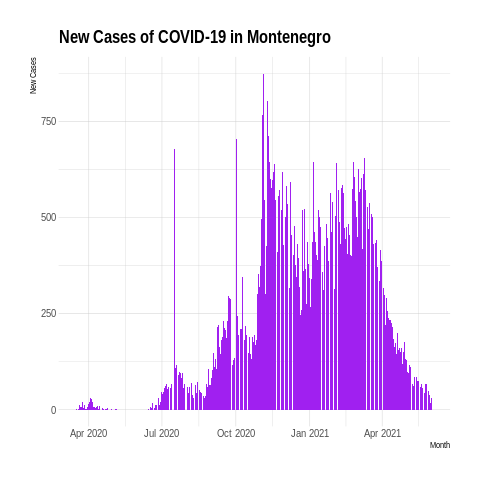 New Cases of COVID-19 in Montenegro
New Cases
750
500
250
0
Apr 2020 Jul 2020 Oct 2020 Jan 2021 Apr 2021
Month